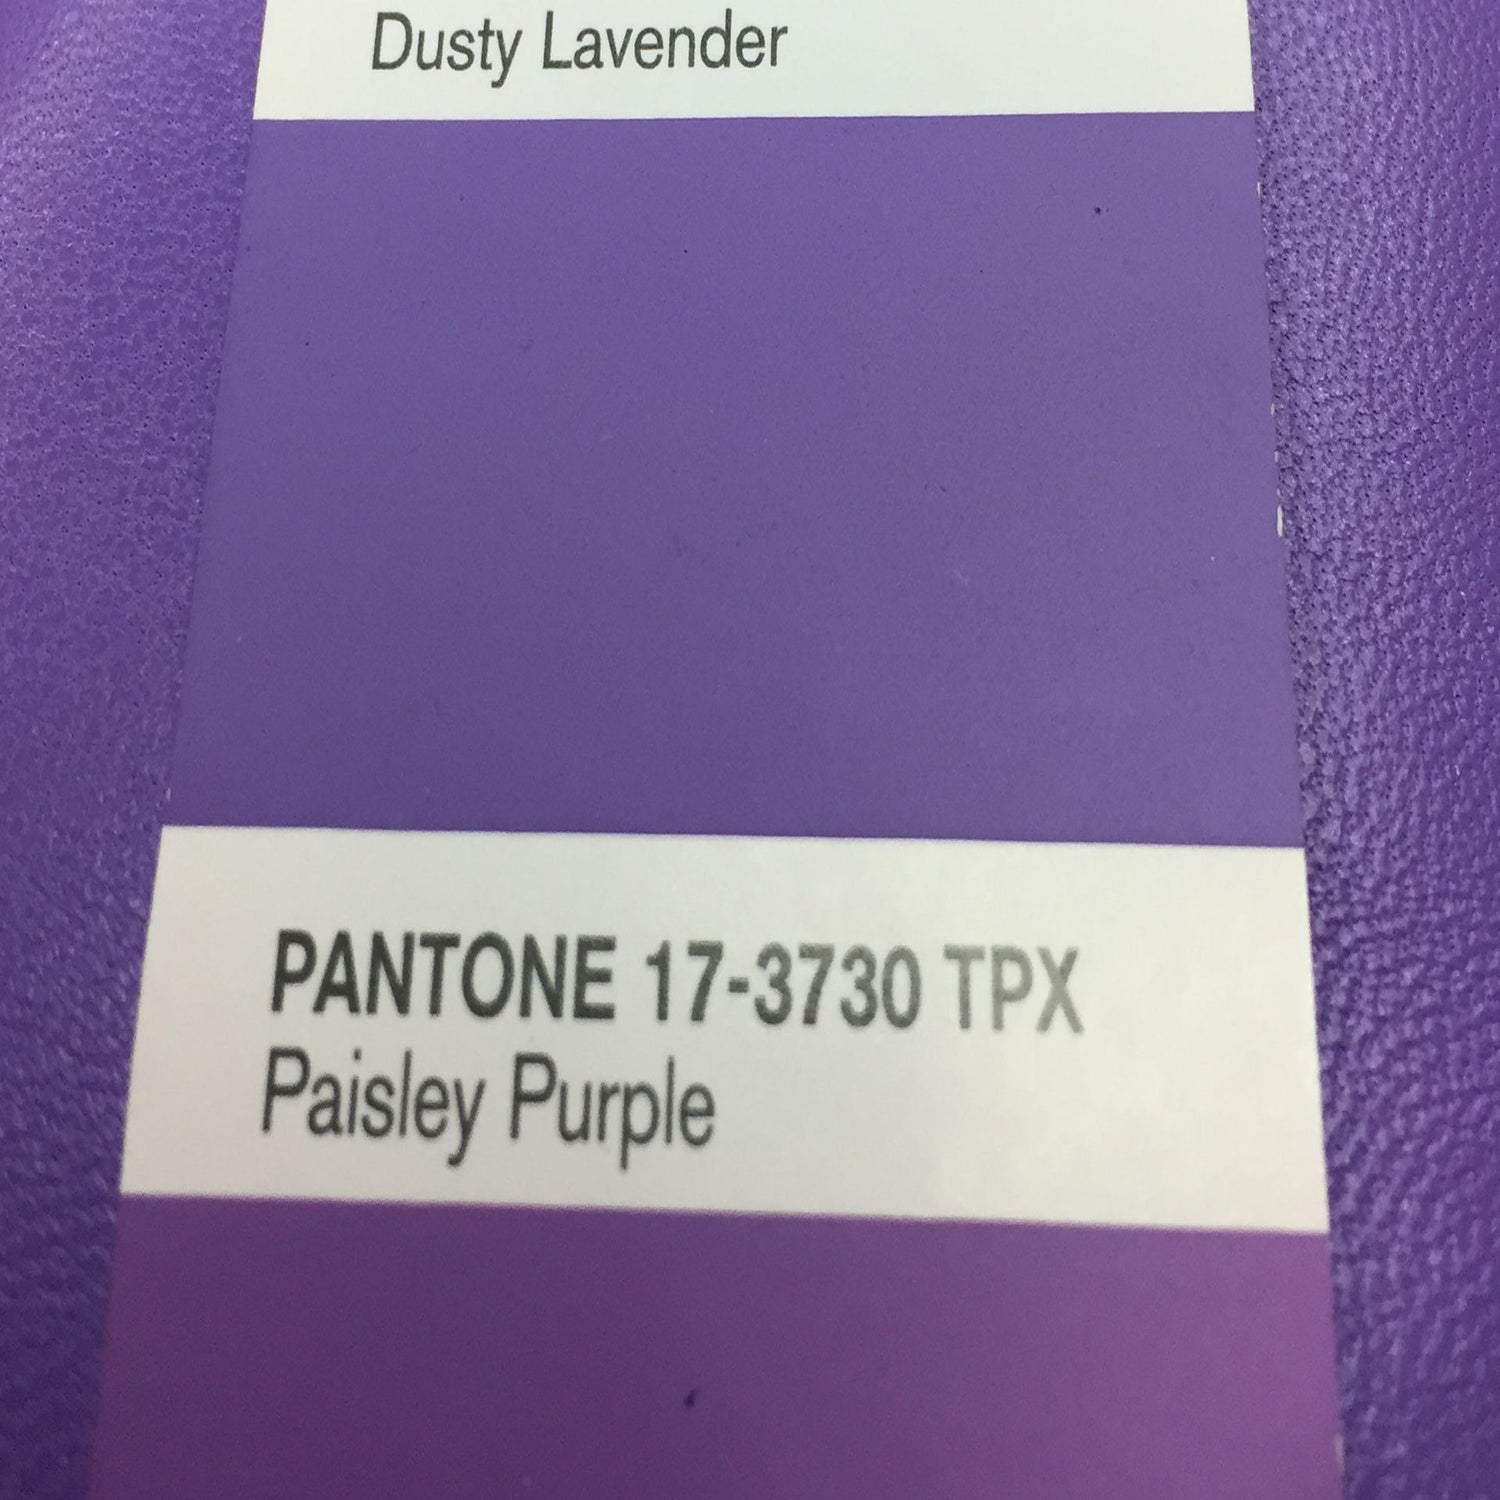 Dusty Lavender
PANTONE 17-3730 TPX
Paisley Purple